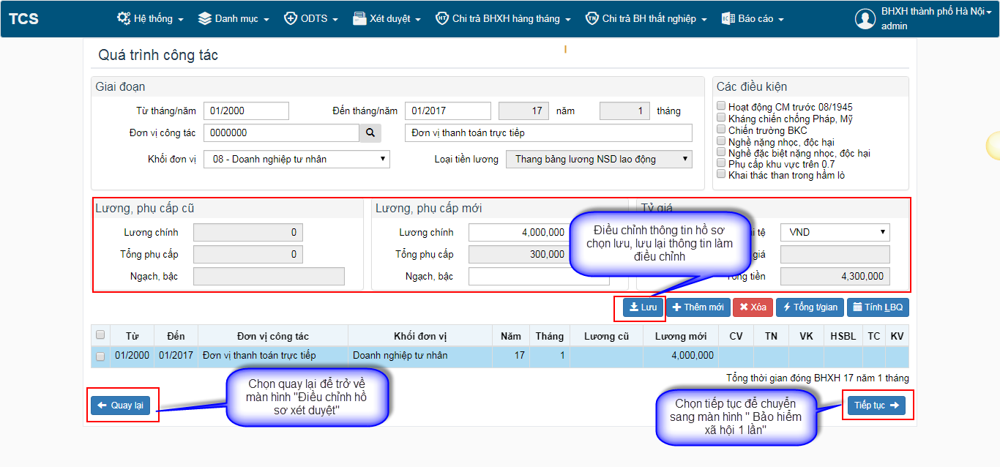 TCS Hệ thống Danh mục ODTS Xét duyệt Chi trả BHXH hàng tháng Chi trả BH thất nghiệp Báo cáo BHXH thành phố Hà Nội
admin
Quá trình công tác
Giai đoạn
Từ tháng/năm 01/2000 Đến tháng/năm 01/2017 17 năm 1 tháng
Đơn vị công tác 0000000 Đơn vị thanh toán trực tiếp
Khối đơn vị 08 - Doanh nghiệp tư nhân Loại tiền lương Thang bảng lương NSD lao động
Các điều kiện
Hoạt động CM trước 08/1945
Kháng chiến chống Pháp, Mỹ
Chiến trường BKC
Nghề nặng nhọc, độc hại
Nghề đặc biệt nặng nhọc, độc hại
Phụ cấp khu vực trên 0.7
Khai thác than trong hầm lò
Lương, phụ cấp cũ
Lương chính 0
Tổng phụ cấp 0
Ngạch, bậc
Lương, phụ cấp mới
Lương chính 4,000,000
Tổng phụ cấp 300,000
Ngạch, bậc
Tỷ giá
tệ VND
giá
Tổng tiền 4,300,000
Điều chỉnh thông tin hồ sơ
chọn lưu, lưu lại thông tin làm
điều chỉnh
Lưu Thêm mới Xóa Tổng t/gian Tính LBQ
Từ Đến Đơn vị công tác Khối đơn vị Năm Tháng Lương cũ Lương mới CV TN VK HSBL TC KV
01/2000 01/2017 Đơn vị thanh toán trực tiếp Doanh nghiệp tư nhân 17 1 4,000,000
Tổng thời gian đóng BHXH 17 năm 1 tháng
Quay lại
Chọn quay lại để trở về
màn hình "Điều chỉnh hồ
sơ xét duyệt"
Chọn tiếp tục để chuyển
sang màn hình " Bảo hiểm
xã hội 1 lần"
Tiếp tục